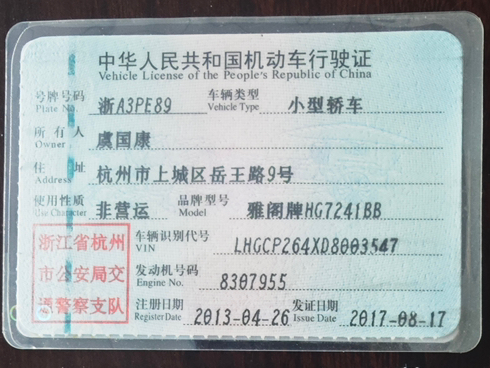 中华人民共和国机动车行驶证
Vehicle License of the People's Republic of China
号牌号码 浙A3PE89 车辆类型 小型轿车
Plate No. Vehicle Type
所有人 虞国康
Owner
住址 杭州市上城区岳王路9号
Address
使用性质 非营运 品牌型号 雅阁牌HG7241BB
Use Character Model
浙江省杭州 车辆识别代号 LHGCP264XD8003547
VIN
市公安局交 发动机号码 8307955
Engine No.
通警察支队 注册日期 2013-04-26 发证日期 2017-08-17
Register Date Issue Date